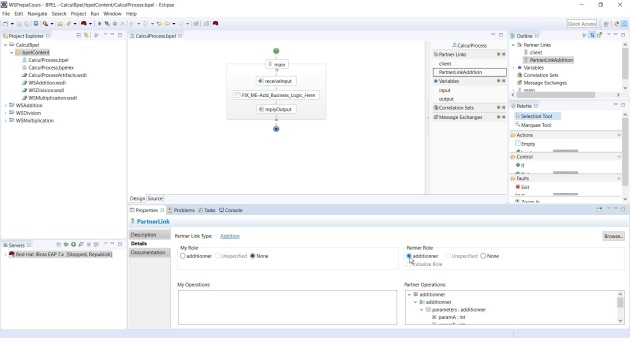 WSPrepaCours - BPEL - CalculBpel/bpelContent/CalculProcess.bpel - Eclipse
File Edit Navigate Search Project Run Window Help
Quick Access
Project Explorer
CalculBpel
bpelContent
CalculProcess.bpel
CalculProcess.bpelex
CalculProcessArtifacts.wsdl
WSAddition.wsdl
WSDivision.wsdl
WSMultiplication.wsdl
WSAddition
WSDivision
WSMultiplication
Servers
Red Hat JBoss EAP 7.x [Stopped, Republish]
CalculProcess.bpel
main
receiveInput
FIX_ME-Add_Business_Logic_Here
replyOutput
CalculProcess
Partner Links
client
PartnerLinkAddition
Variables
input
output
Correlation Sets
Message Exchanges
Design Source
Outline
Partner Links
client
PartnerLinkAddition
Variables
Correlation Sets
Message Exchanges
main
Palette
Selection Tool
Marquee Tool
Actions
Empty
Control
If
Faults
Exit
Zoom In
Properties Problems Tasks Console
PartnerLink
Description
Details
Documentation
Partner Link Type: Addition
Browse...
My Role
additionner Unspecified None
Partner Role
additionner Unspecified None
Initialize Role
My Operations:
Partner Operations:
additionner
additionner
parameters : additionner
paramA : int